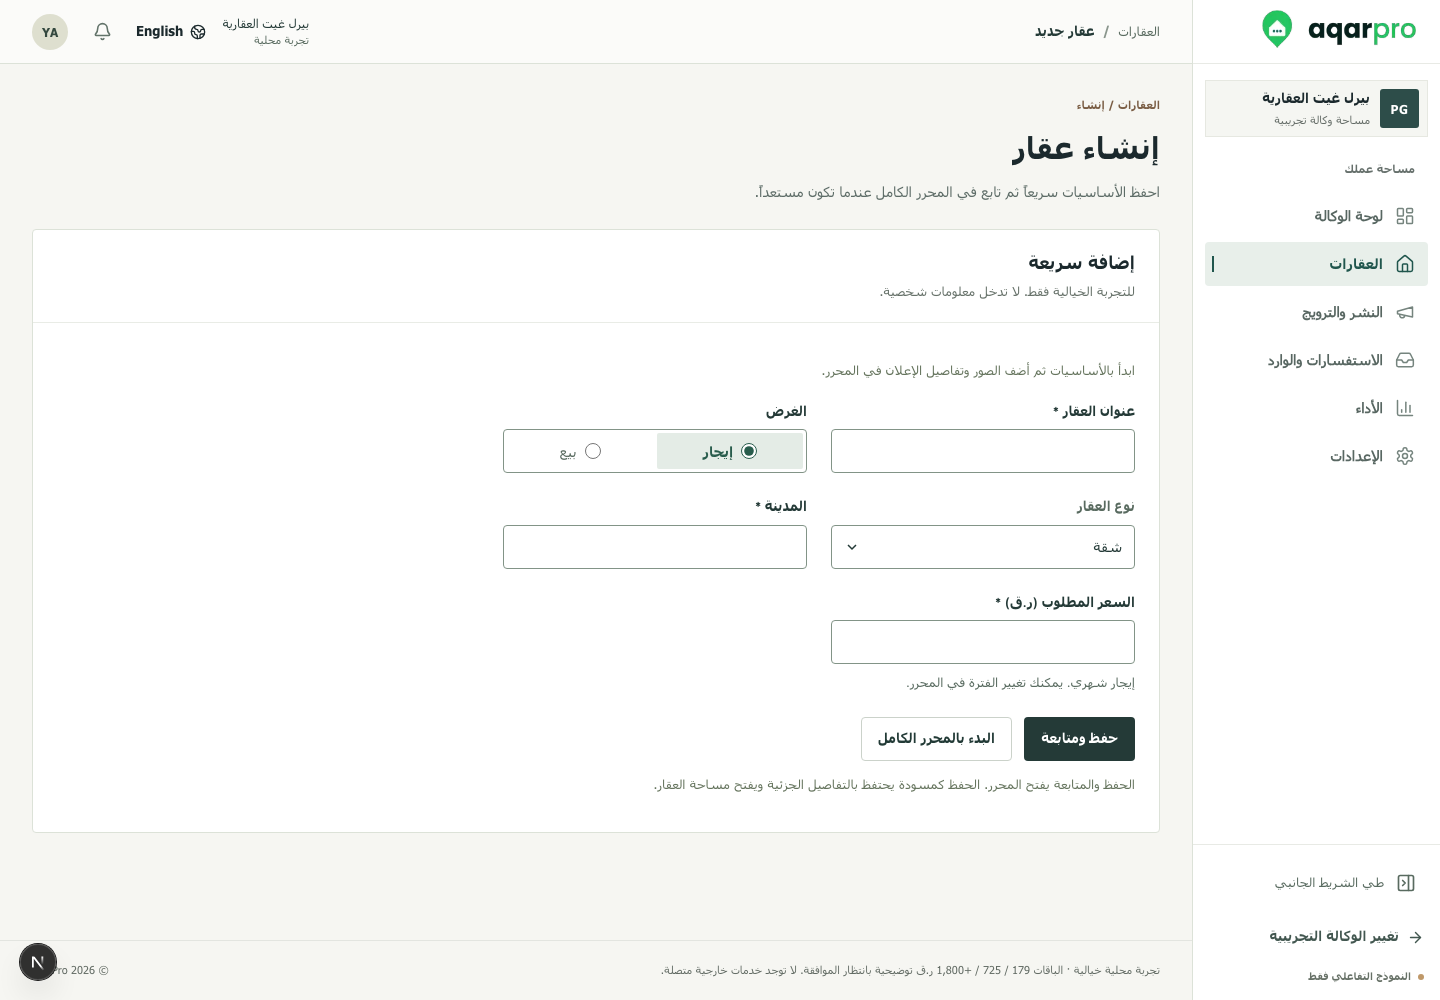 aqarpro
العقارات / عقار جديد
بيرل غيت العقارية
تجربة محلية
English
YA
PG
بيرل غيت العقارية
مساحة وكالة تجريبية
مساحة عملك
لوحة الوكالة
العقارات
النشر والترويج
الاستفسارات والوارد
الأداء
الإعدادات
طي الشريط الجانبي
تغيير الوكالة التجريبية
النموذج التفاعلي فقط
العقارات / إنشاء
إنشاء عقار
احفظ الأساسيات سريعاً ثم تابع في المحرر الكامل عندما تكون مستعداً.
إضافة سريعة
للتجربة الخيالية فقط. لا تدخل معلومات شخصية.
ابدأ بالأساسيات ثم أضف الصور وتفاصيل الإعلان في المحرر.
عنوان العقار *
الغرض
إيجار
بيع
نوع العقار
المدينة *
شقة
السعر المطلوب (ر.ق) *
إيجار شهري. يمكنك تغيير الفترة في المحرر.
حفظ ومتابعة
البدء بالمحرر الكامل
الحفظ والمتابعة يفتح المحرر. الحفظ كمسودة يحتفظ بالتفاصيل الجزئية ويفتح مساحة العقار.
تجربة محلية خيالية · الباقات 179 / 725 / +1,800 ر.ق توضيحية بانتظار الموافقة. لا توجد خدمات خارجية متصلة.
© 2026
N